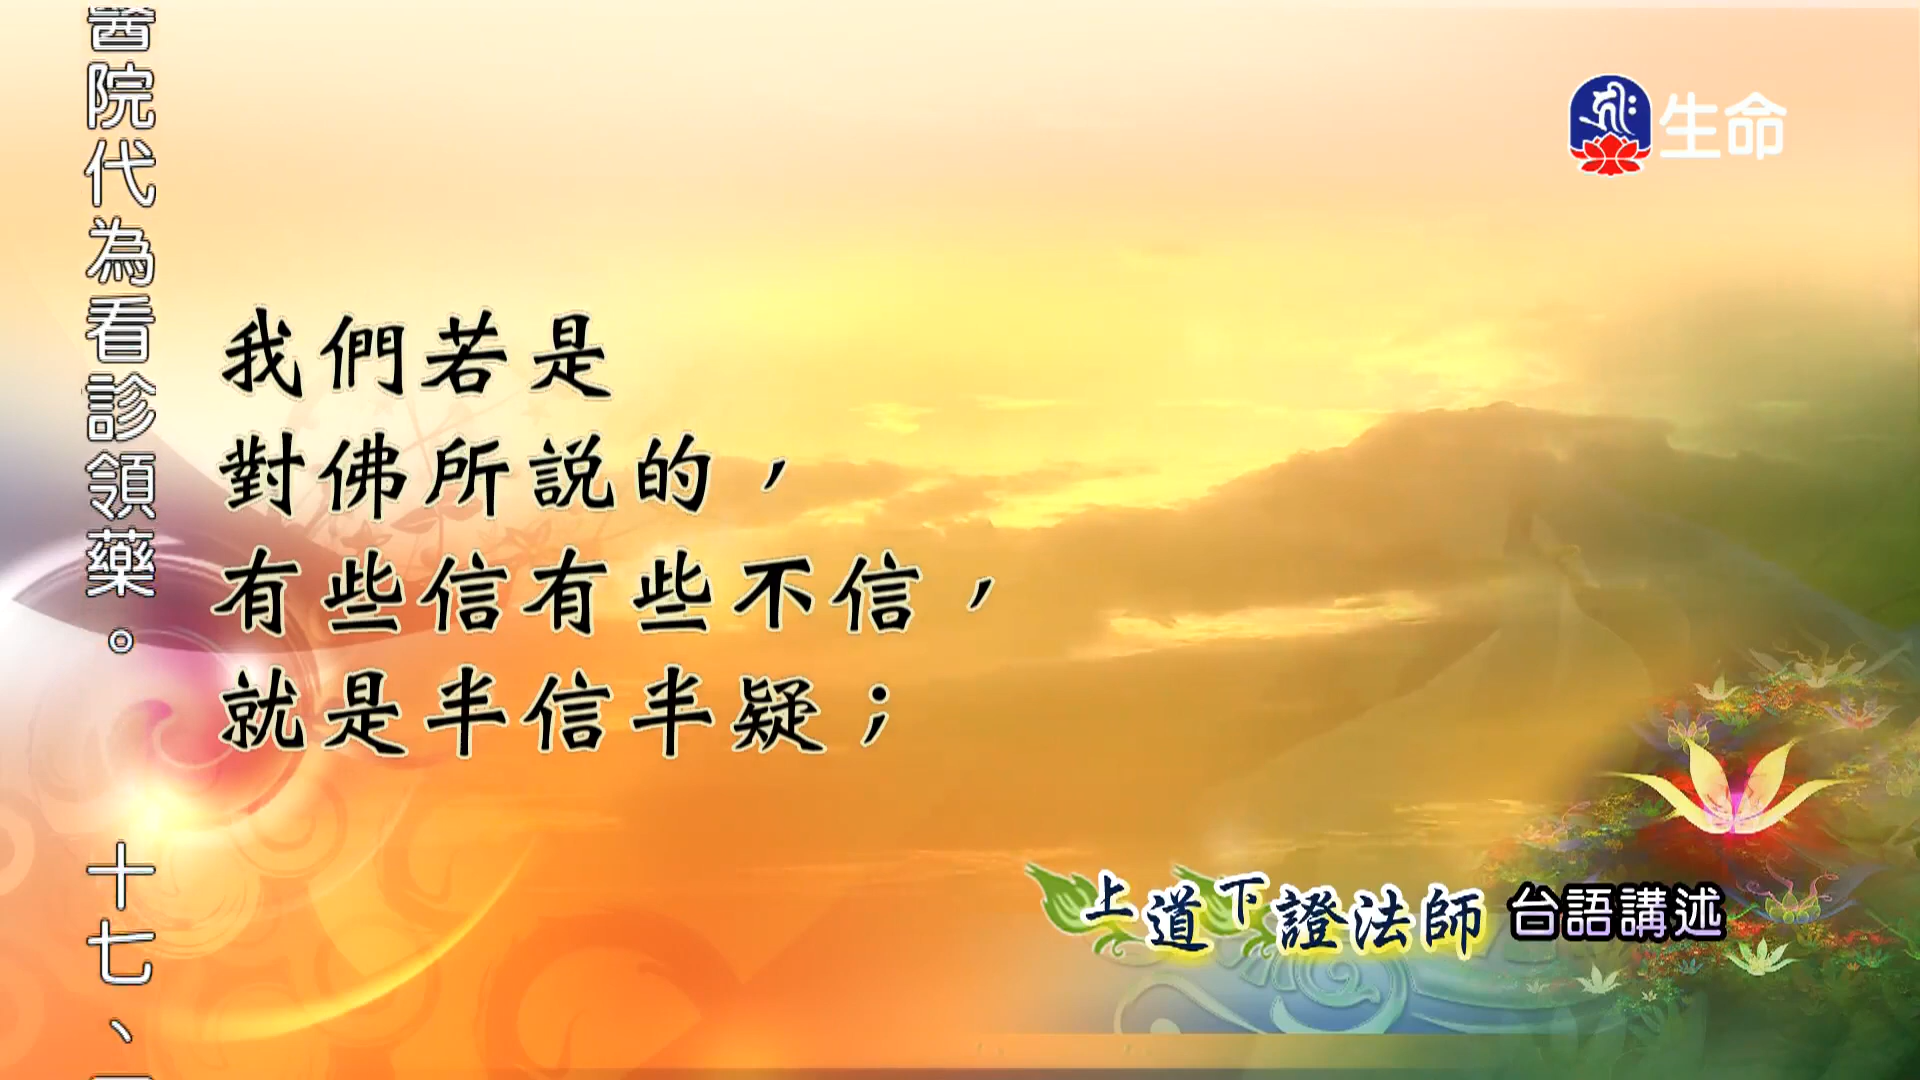 醫院代為看診領藥。 十七、
生命
我們若是
對佛所說的，
有些信有些不信，
就是半信半疑；
上道下證法師 台語講述